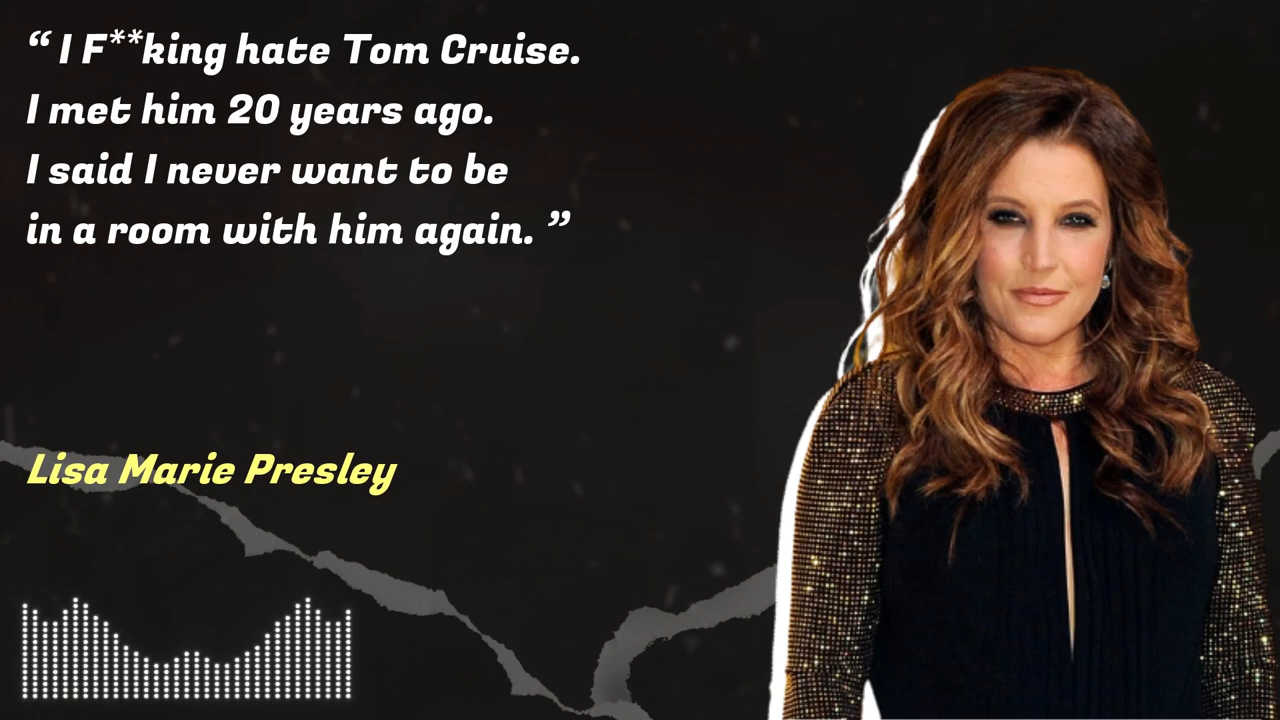 “ I F**king hate Tom Cruise.
I met him 20 years ago.
I said I never want to be
in a room with him again. ”
Lisa Marie Presley